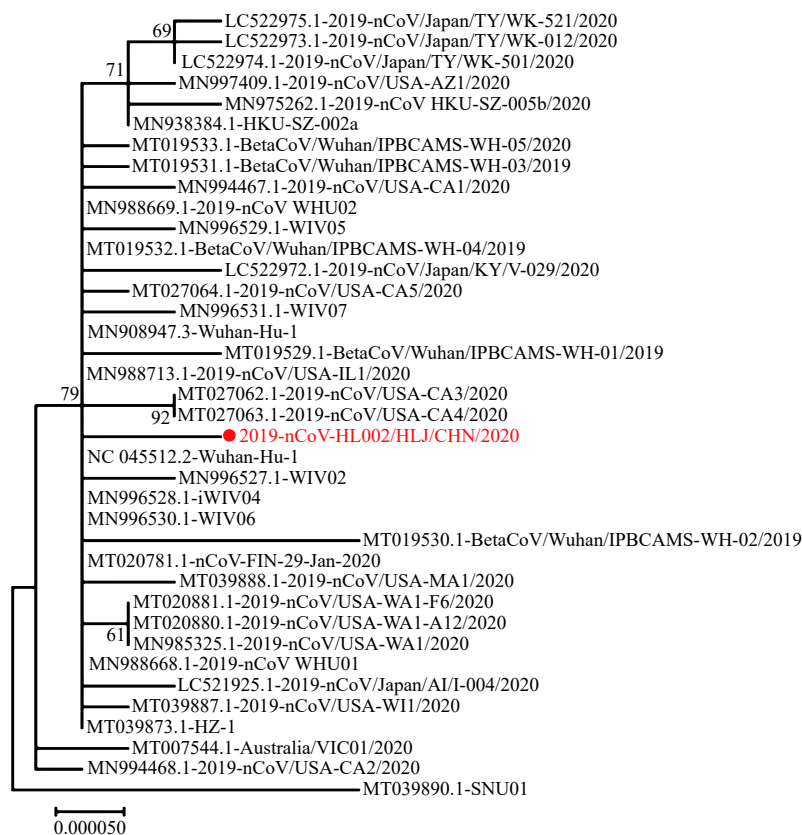 LC522975.1-2019-nCoV/Japan/TY/WK-521/2020
69
LC522973.1-2019-nCoV/Japan/TY/WK-012/2020
LC522974.1-2019-nCoV/Japan/TY/WK-501/2020
71
MN997409.1-2019-nCoV/USA-AZ1/2020
MN975262.1-2019-nCoV HKU-SZ-005b/2020
MN938384.1-HKU-SZ-002a
MT019533.1-BetaCoV/Wuhan/IPBCAMS-WH-05/2020
MT019531.1-BetaCoV/Wuhan/IPBCAMS-WH-03/2019
MN994467.1-2019-nCoV/USA-CA1/2020
MN988669.1-2019-nCoV WHU02
MN996529.1-WIV05
MT019532.1-BetaCoV/Wuhan/IPBCAMS-WH-04/2019
LC522972.1-2019-nCoV/Japan/KY/V-029/2020
MT027064.1-2019-nCoV/USA-CA5/2020
MN996531.1-WIV07
MN908947.3-Wuhan-Hu-1
MT019529.1-BetaCoV/Wuhan/IPBCAMS-WH-01/2019
MN988713.1-2019-nCoV/USA-IL1/2020
79
MT027062.1-2019-nCoV/USA-CA3/2020
92
MT027063.1-2019-nCoV/USA-CA4/2020
2019-nCoV-HL002/HLJ/CHN/2020
NC 045512.2-Wuhan-Hu-1
MN996527.1-WIV02
MN996528.1-iWIV04
MN996530.1-WIV06
MT019530.1-BetaCoV/Wuhan/IPBCAMS-WH-02/2019
MT020781.1-nCoV-FIN-29-Jan-2020
MT039888.1-2019-nCoV/USA-MA1/2020
MT020881.1-2019-nCoV/USA-WA1-F6/2020
MT020880.1-2019-nCoV/USA-WA1-A12/2020
61
MN985325.1-2019-nCoV/USA-WA1/2020
MN988668.1-2019-nCoV WHU01
LC521925.1-2019-nCoV/Japan/AI/I-004/2020
MT039887.1-2019-nCoV/USA-WI1/2020
MT039873.1-HZ-1
MT007544.1-Australia/VIC01/2020
MN994468.1-2019-nCoV/USA-CA2/2020
MT039890.1-SNU01
0.000050